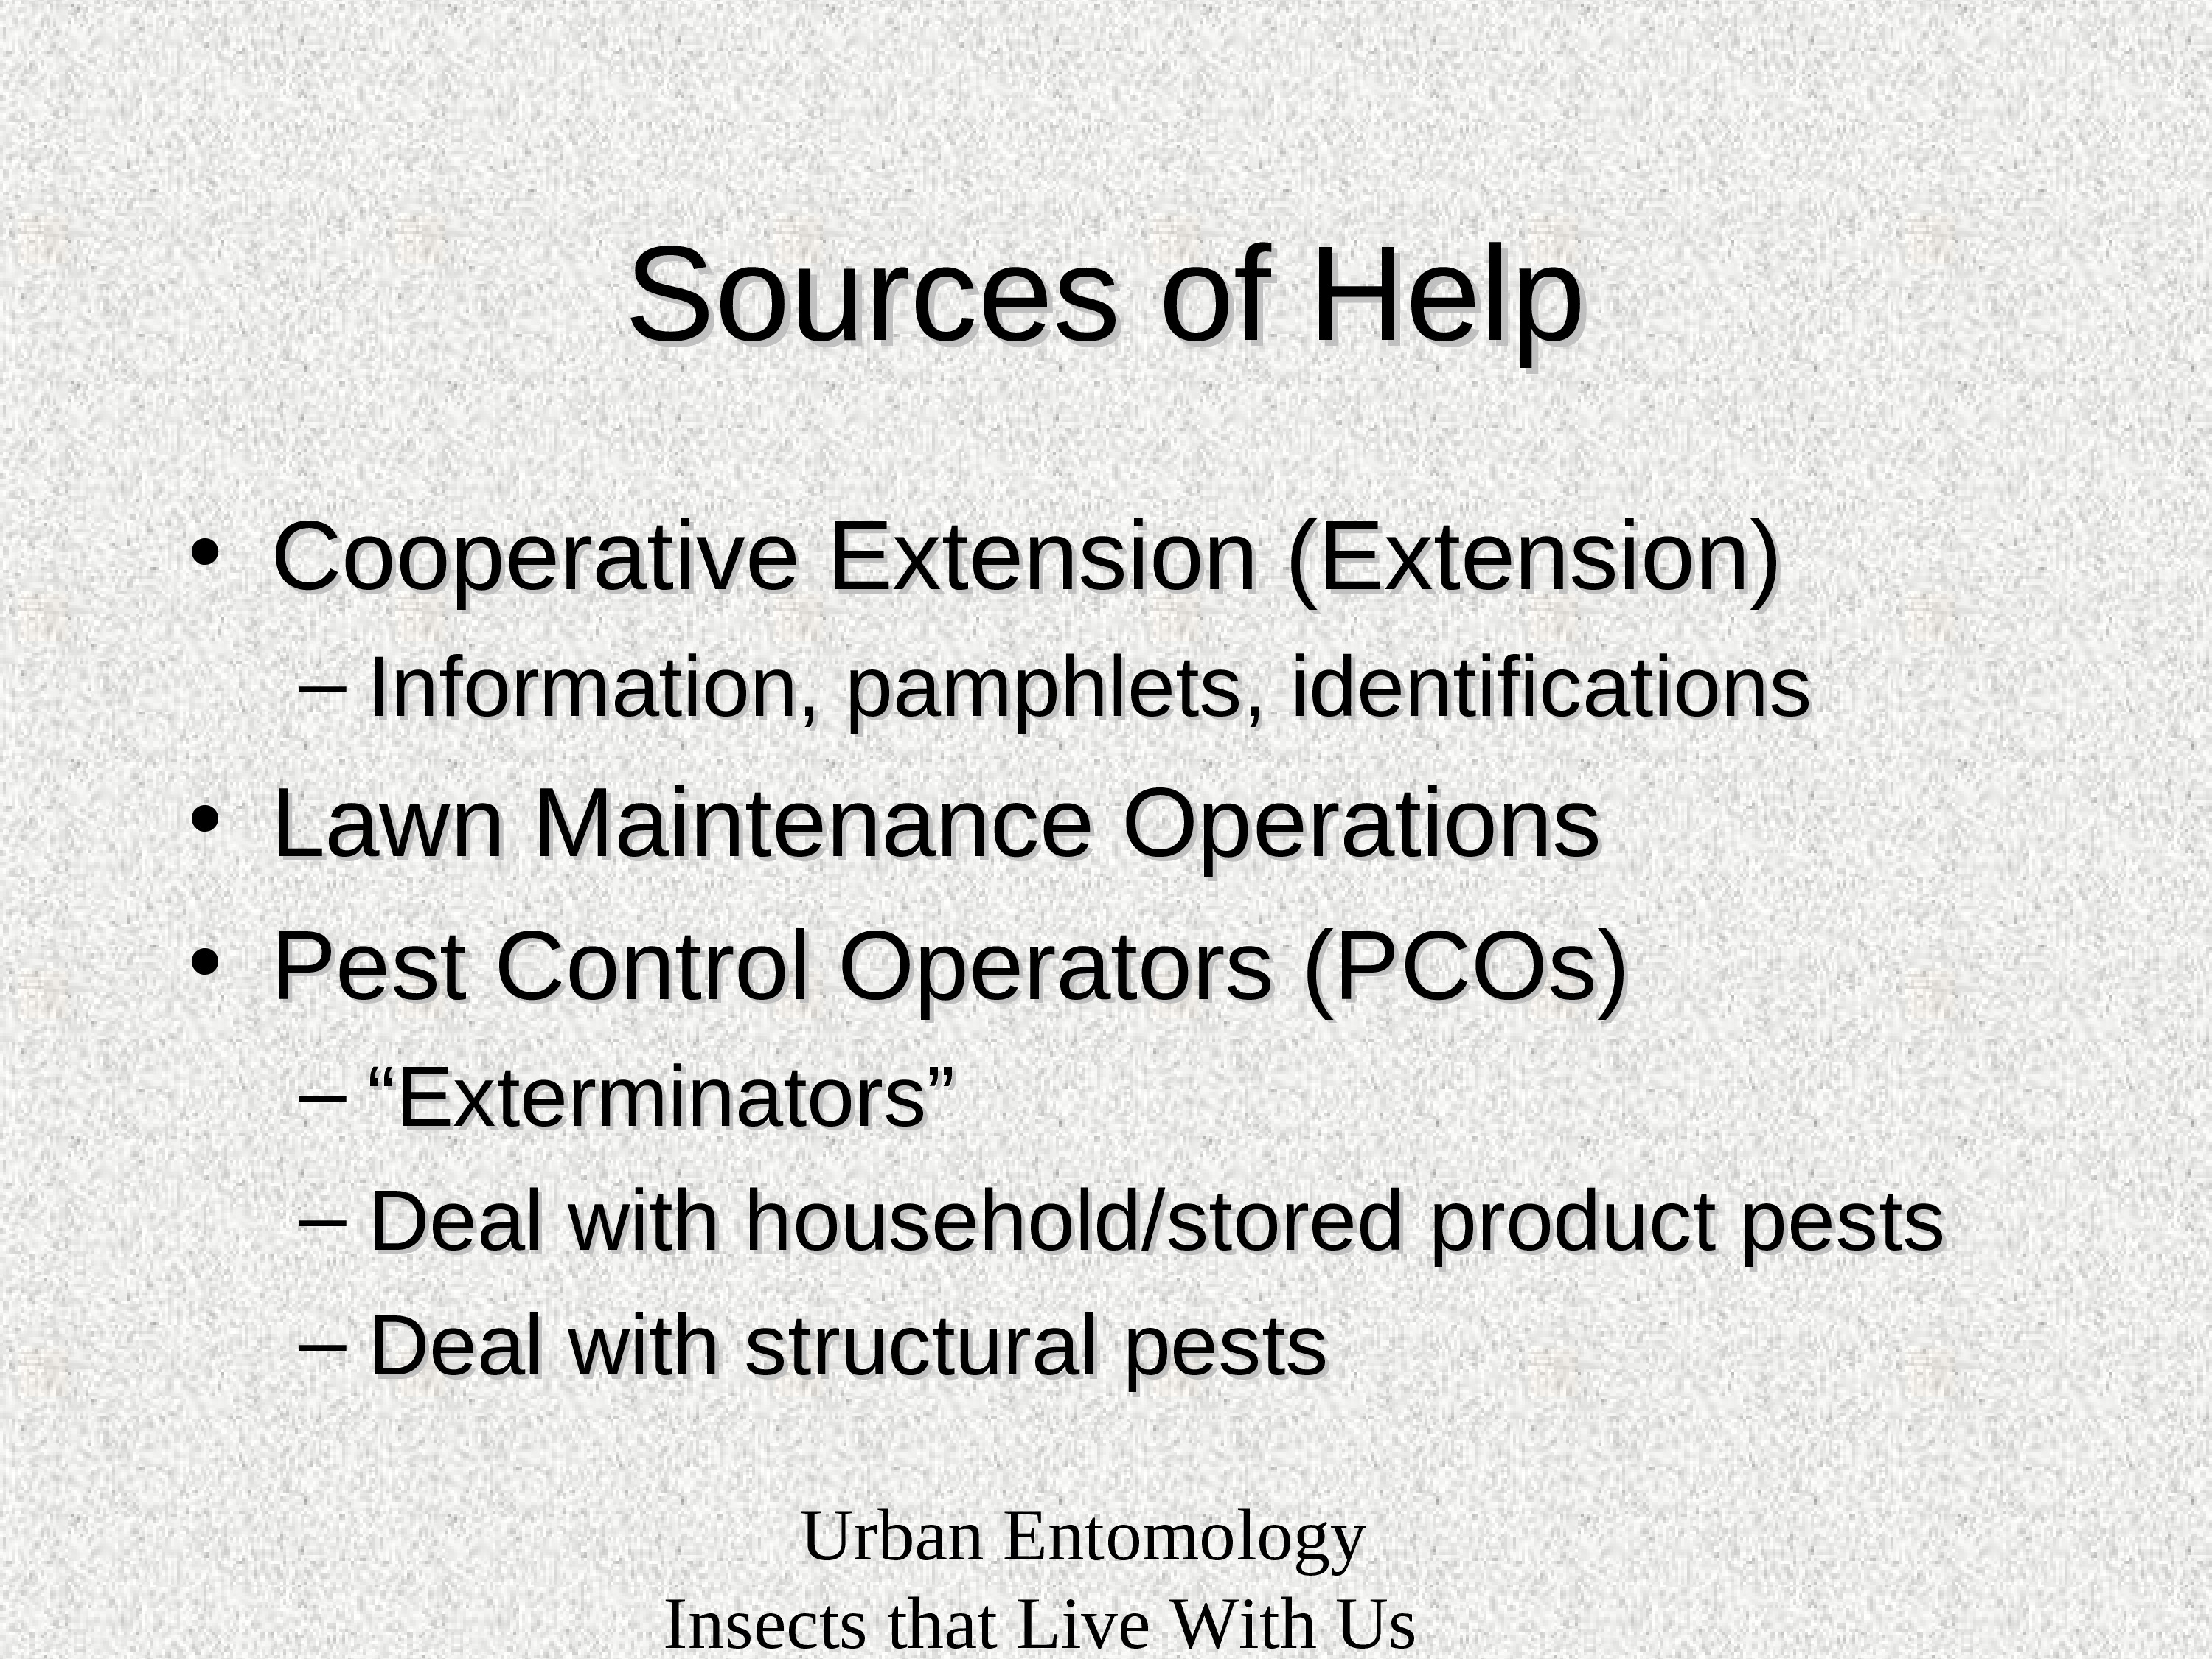 Sources of Help
• Cooperative Extension (Extension)
– Information, pamphlets, identifications
• Lawn Maintenance Operations
• Pest Control Operators (PCOs)
– “Exterminators”
– Deal with household/stored product pests
– Deal with structural pests
Urban Entomology
Insects that Live With Us